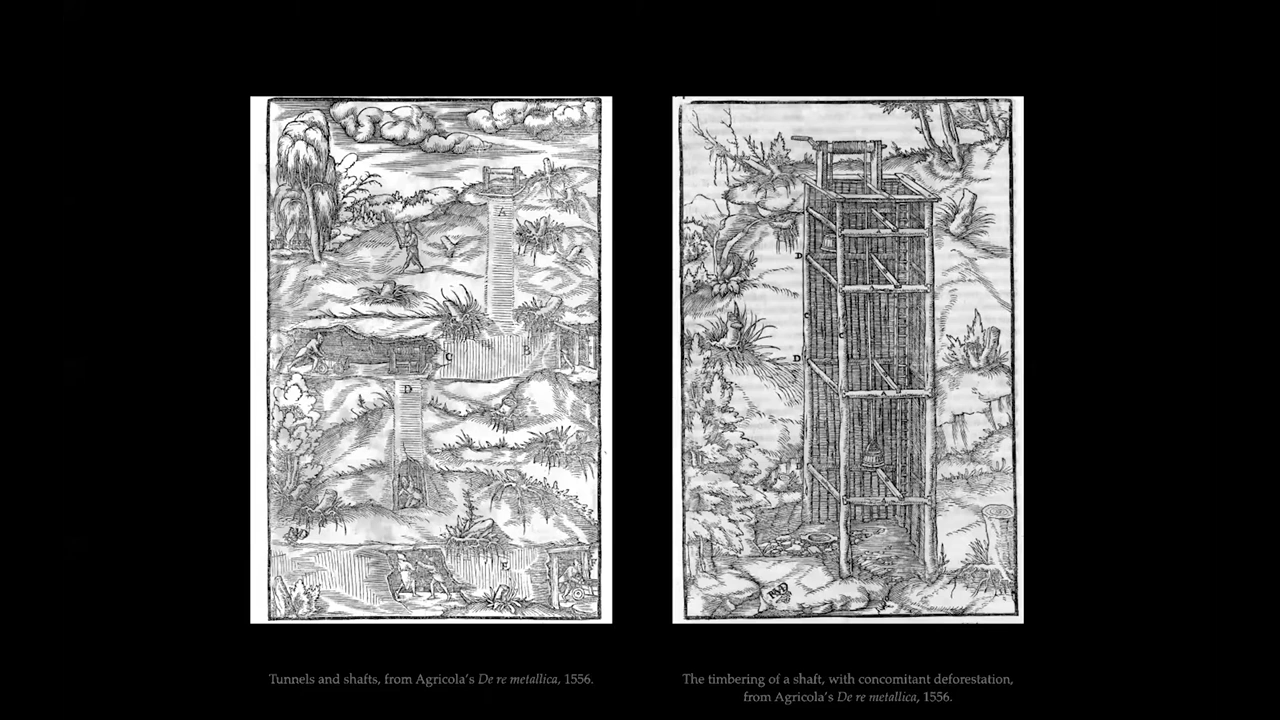 A
C
B
D
E
D
A
A
C
C
D
A
A
RMD
Tunnels and shafts, from Agricola's De re metallica, 1556.
The timbering of a shaft, with concomitant deforestation,
from Agricola's De re metallica, 1556.